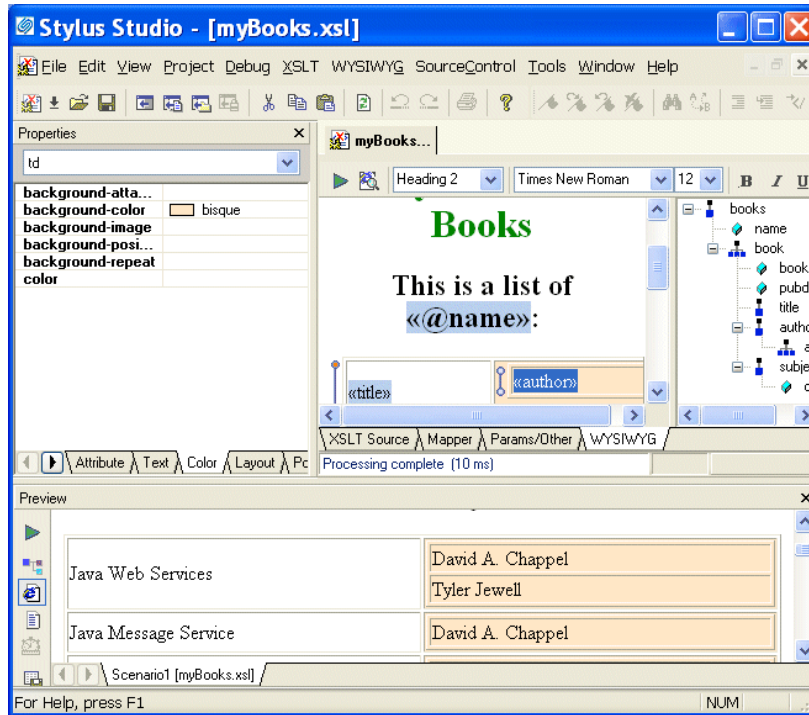 Stylus Studio - [myBooks.xsl]
File Edit View Project Debug XSLT WYSIWYG SourceControl Tools Window Help
Properties
td
background-atta...
background-color bisque
background-image
background-posi...
background-repeat
color
Attribute Text Color Layout
myBooks...
Heading 2 Times New Roman 12 B I U
Books
This is a list of
«@name»:
«title» «author»
XSLT Source Mapper Params/Other WYSIWYG
Processing complete (10 ms)
books
name
book
book
pubd
title
autho
a
subje
Preview
Java Web Services
David A. Chappel
Tyler Jewell
Java Message Service
David A. Chappel
Scenario1 [myBooks.xsl]
For Help, press F1
NUM